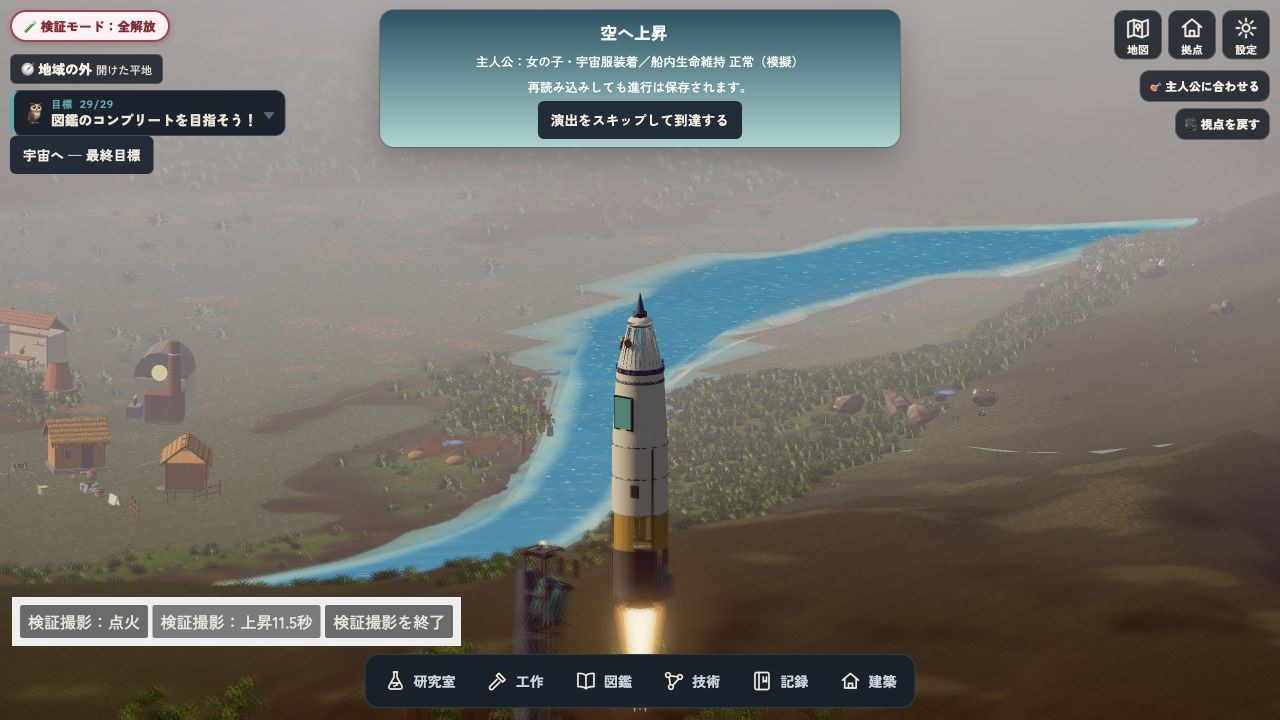 検証モード：全解放
地域の外 開けた平地
目標 29/29
図鑑のコンプリートを目指そう！
宇宙へ — 最終目標
空へ上昇
主人公：女の子・宇宙服装着／船内生命維持 正常（模擬）
再読み込みしても進行は保存されます。
演出をスキップして到達する
地図
拠点
設定
主人公に合わせる
視点を戻す
検証撮影：点火
検証撮影：上昇11.5秒
検証撮影を終了
研究室
工作
図鑑
技術
記録
建築